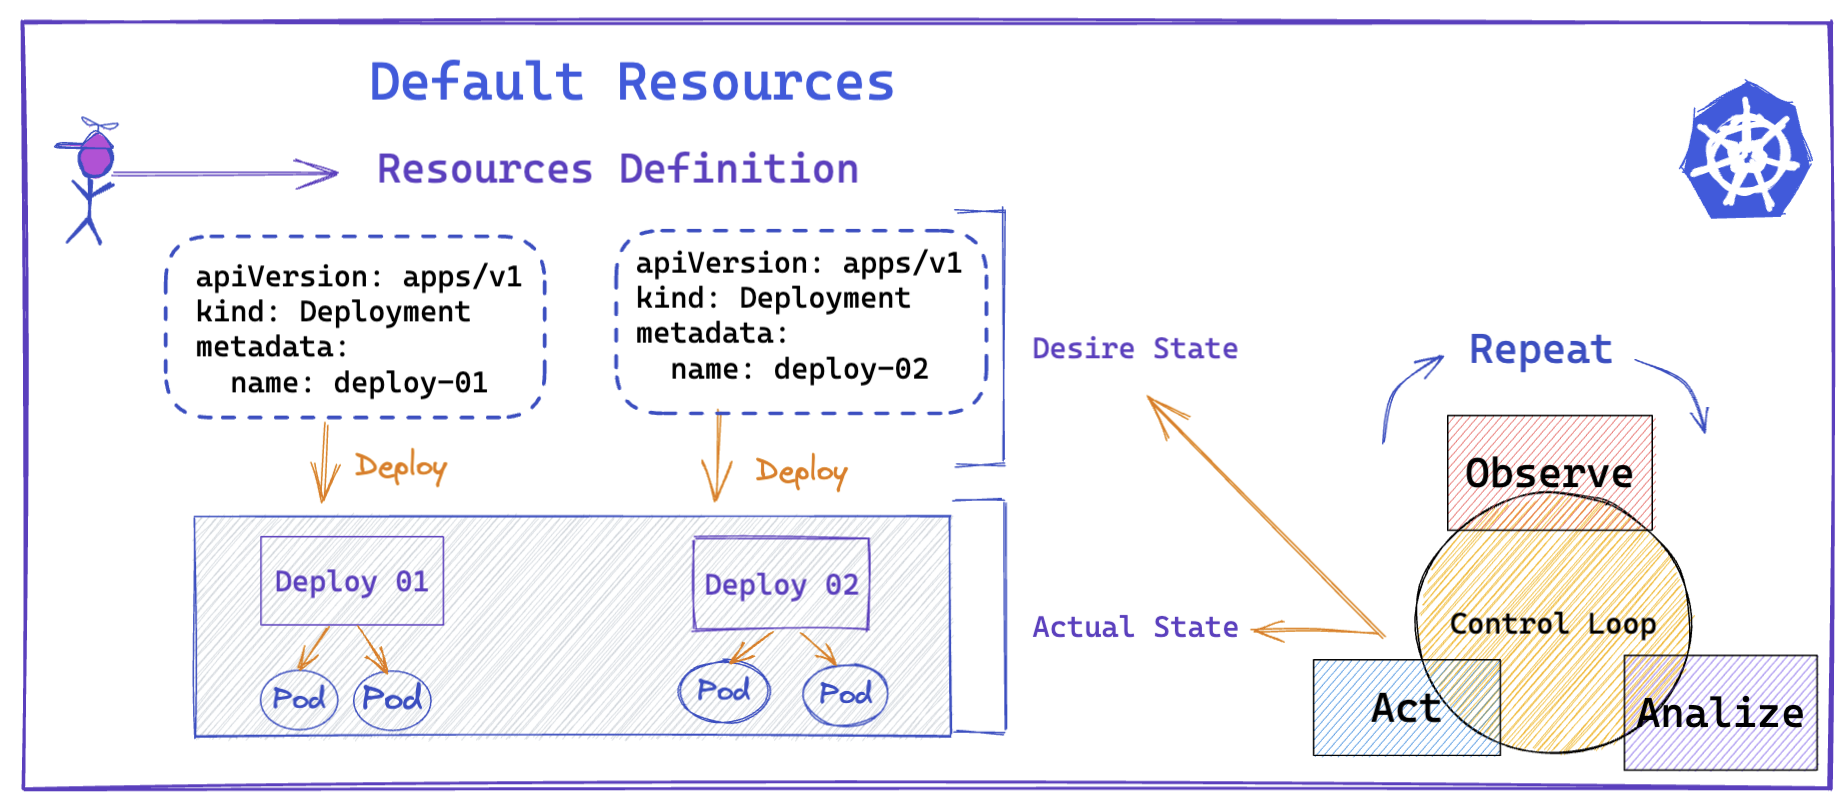 Default Resources
Resources Definition
apiVersion: apps/v1
kind: Deployment
metadata:
  name: deploy-01
apiVersion: apps/v1
kind: Deployment
metadata:
  name: deploy-02
Deploy
Deploy
Desire State
Repeat
Observe
Control Loop
Act
Analize
Actual State
Deploy 01
Pod
Pod
Deploy 02
Pod
Pod